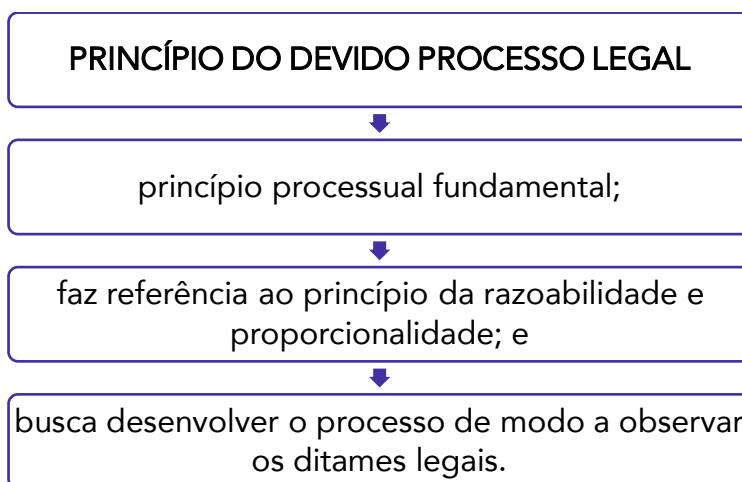 PRINCÍPIO DO DEVIDO PROCESSO LEGAL
princípio processual fundamental;
faz referência ao princípio da razoabilidade e
proporcionalidade; e
busca desenvolver o processo de modo a observar
os ditames legais.